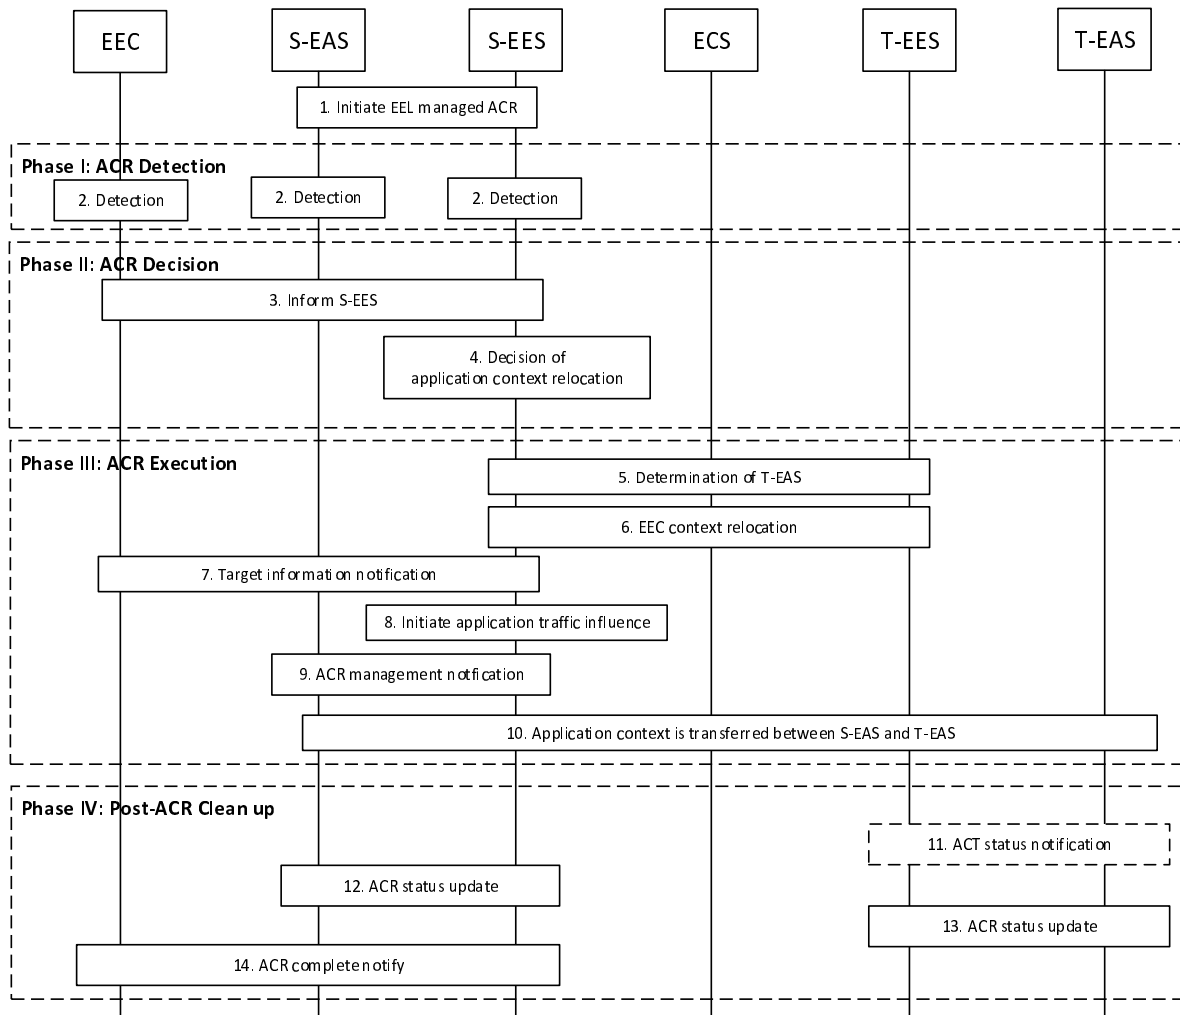 EEC
S-EAS
S-EES
ECS
T-EES
T-EAS
1. Initiate EEL managed ACR
Phase I: ACR Detection
2. Detection
2. Detection
2. Detection
Phase II: ACR Decision
3. Inform S-EES
4. Decision of
application context relocation
Phase III: ACR Execution
5. Determination of T-EAS
6. EEC context relocation
7. Target information notification
8. Initiate application traffic influence
9. ACR management notfication
10. Application context is transferred between S-EAS and T-EAS
Phase IV: Post-ACR Clean up
11. ACT status notification
12. ACR status update
13. ACR status update
14. ACR complete notify